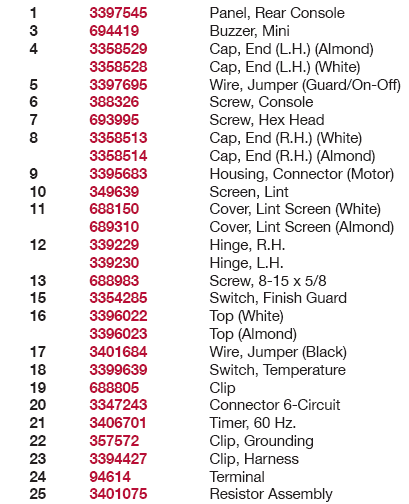 1 3397545 Panel, Rear Console
3 694419 Buzzer, Mini
4 3358529 Cap, End (L.H.) (Almond)
3358528 Cap, End (L.H.) (White)
5 3397695 Wire, Jumper (Guard/On-Off)
6 388326 Screw, Console
7 693995 Screw, Hex Head
8 3358513 Cap, End (R.H.) (White)
3358514 Cap, End (R.H.) (Almond)
9 3395683 Housing, Connector (Motor)
10 349639 Screen, Lint
11 688150 Cover, Lint Screen (White)
689310 Cover, Lint Screen (Almond)
12 339229 Hinge, R.H.
339230 Hinge, L.H.
13 688983 Screw, 8-15 x 5/8
15 3354285 Switch, Finish Guard
16 3396022 Top (White)
3396023 Top (Almond)
17 3401684 Wire, Jumper (Black)
18 3399639 Switch, Temperature
19 688805 Clip
20 3347243 Connector 6-Circuit
21 3406701 Timer, 60 Hz.
22 357572 Clip, Grounding
23 3394427 Clip, Harness
24 94614 Terminal
25 3401075 Resistor Assembly